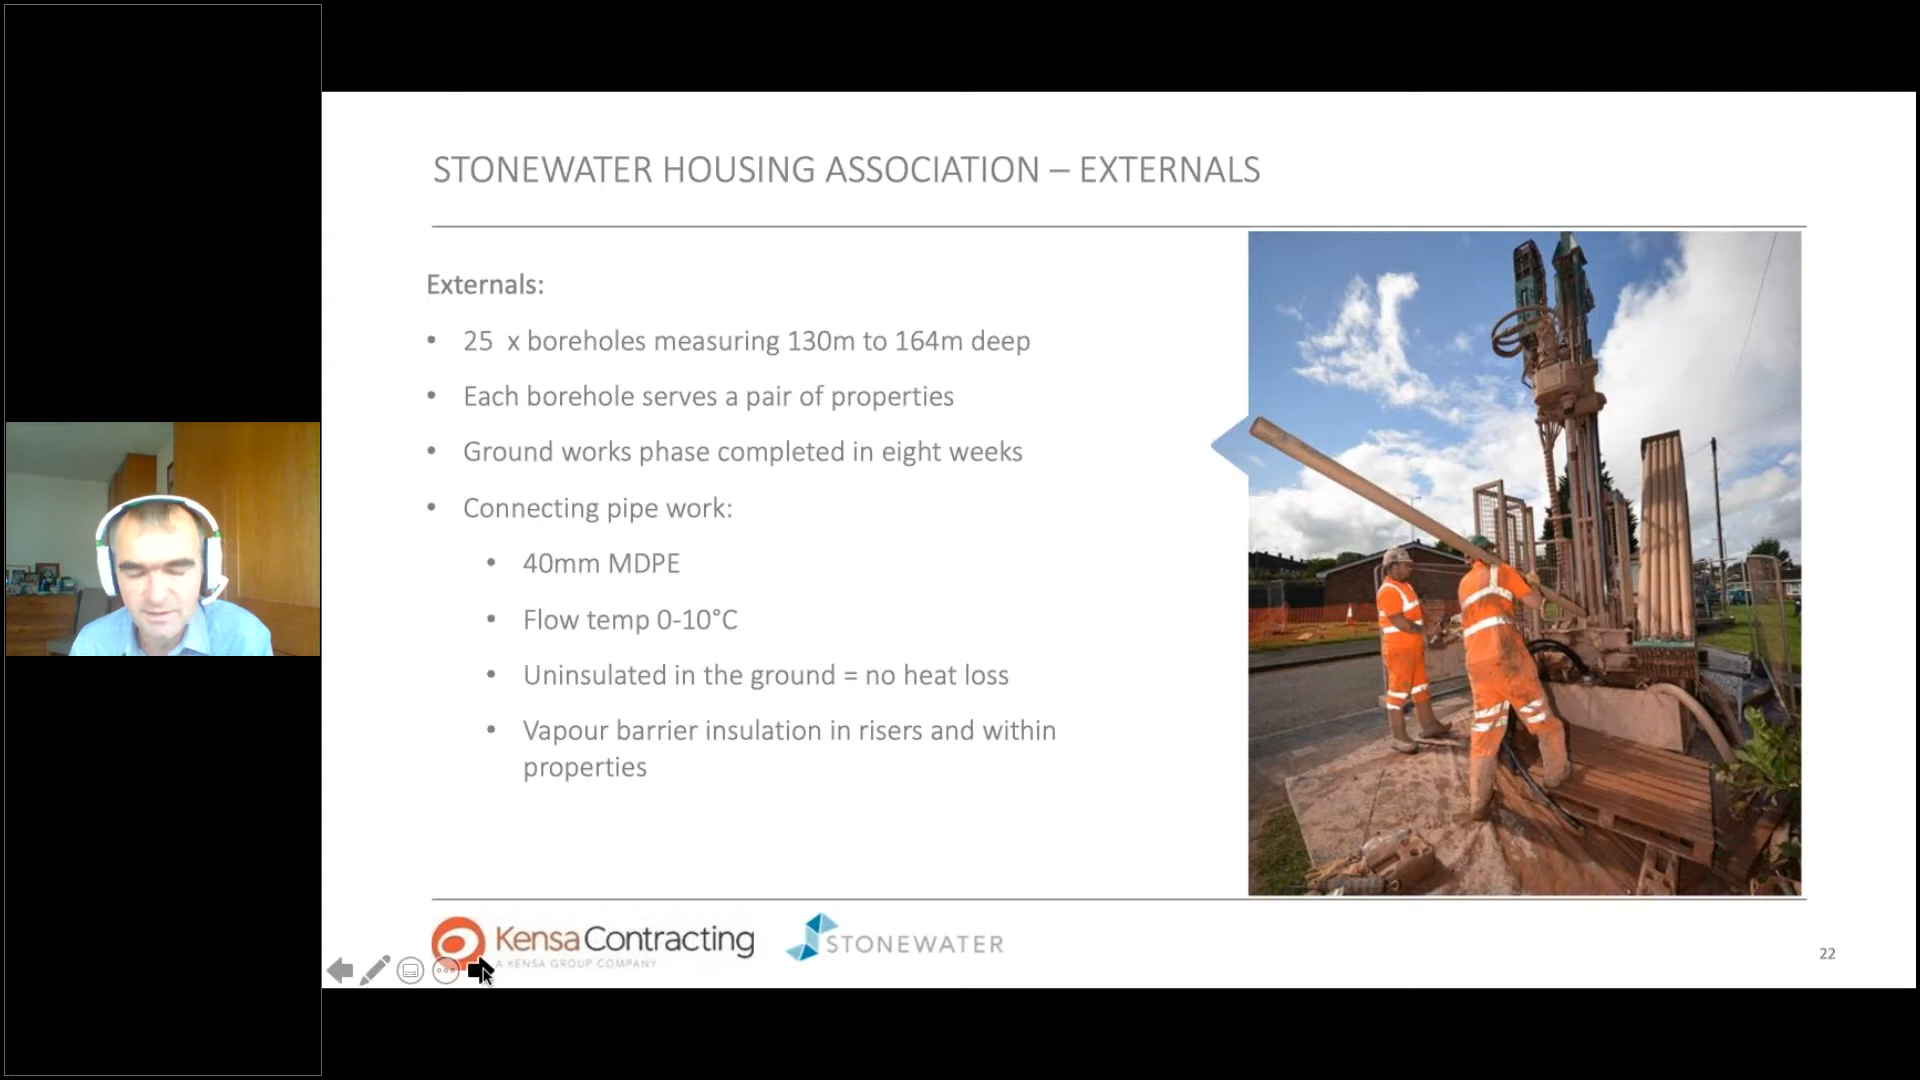 STONEWATER HOUSING ASSOCIATION – EXTERNALS
Externals:
• 25 x boreholes measuring 130m to 164m deep
• Each borehole serves a pair of properties
• Ground works phase completed in eight weeks
• Connecting pipe work:
• 40mm MDPE
• Flow temp 0-10°C
• Uninsulated in the ground = no heat loss
• Vapour barrier insulation in risers and within
properties
Kensa Contracting
A KENSA GROUP COMPANY
STONEWATER
22